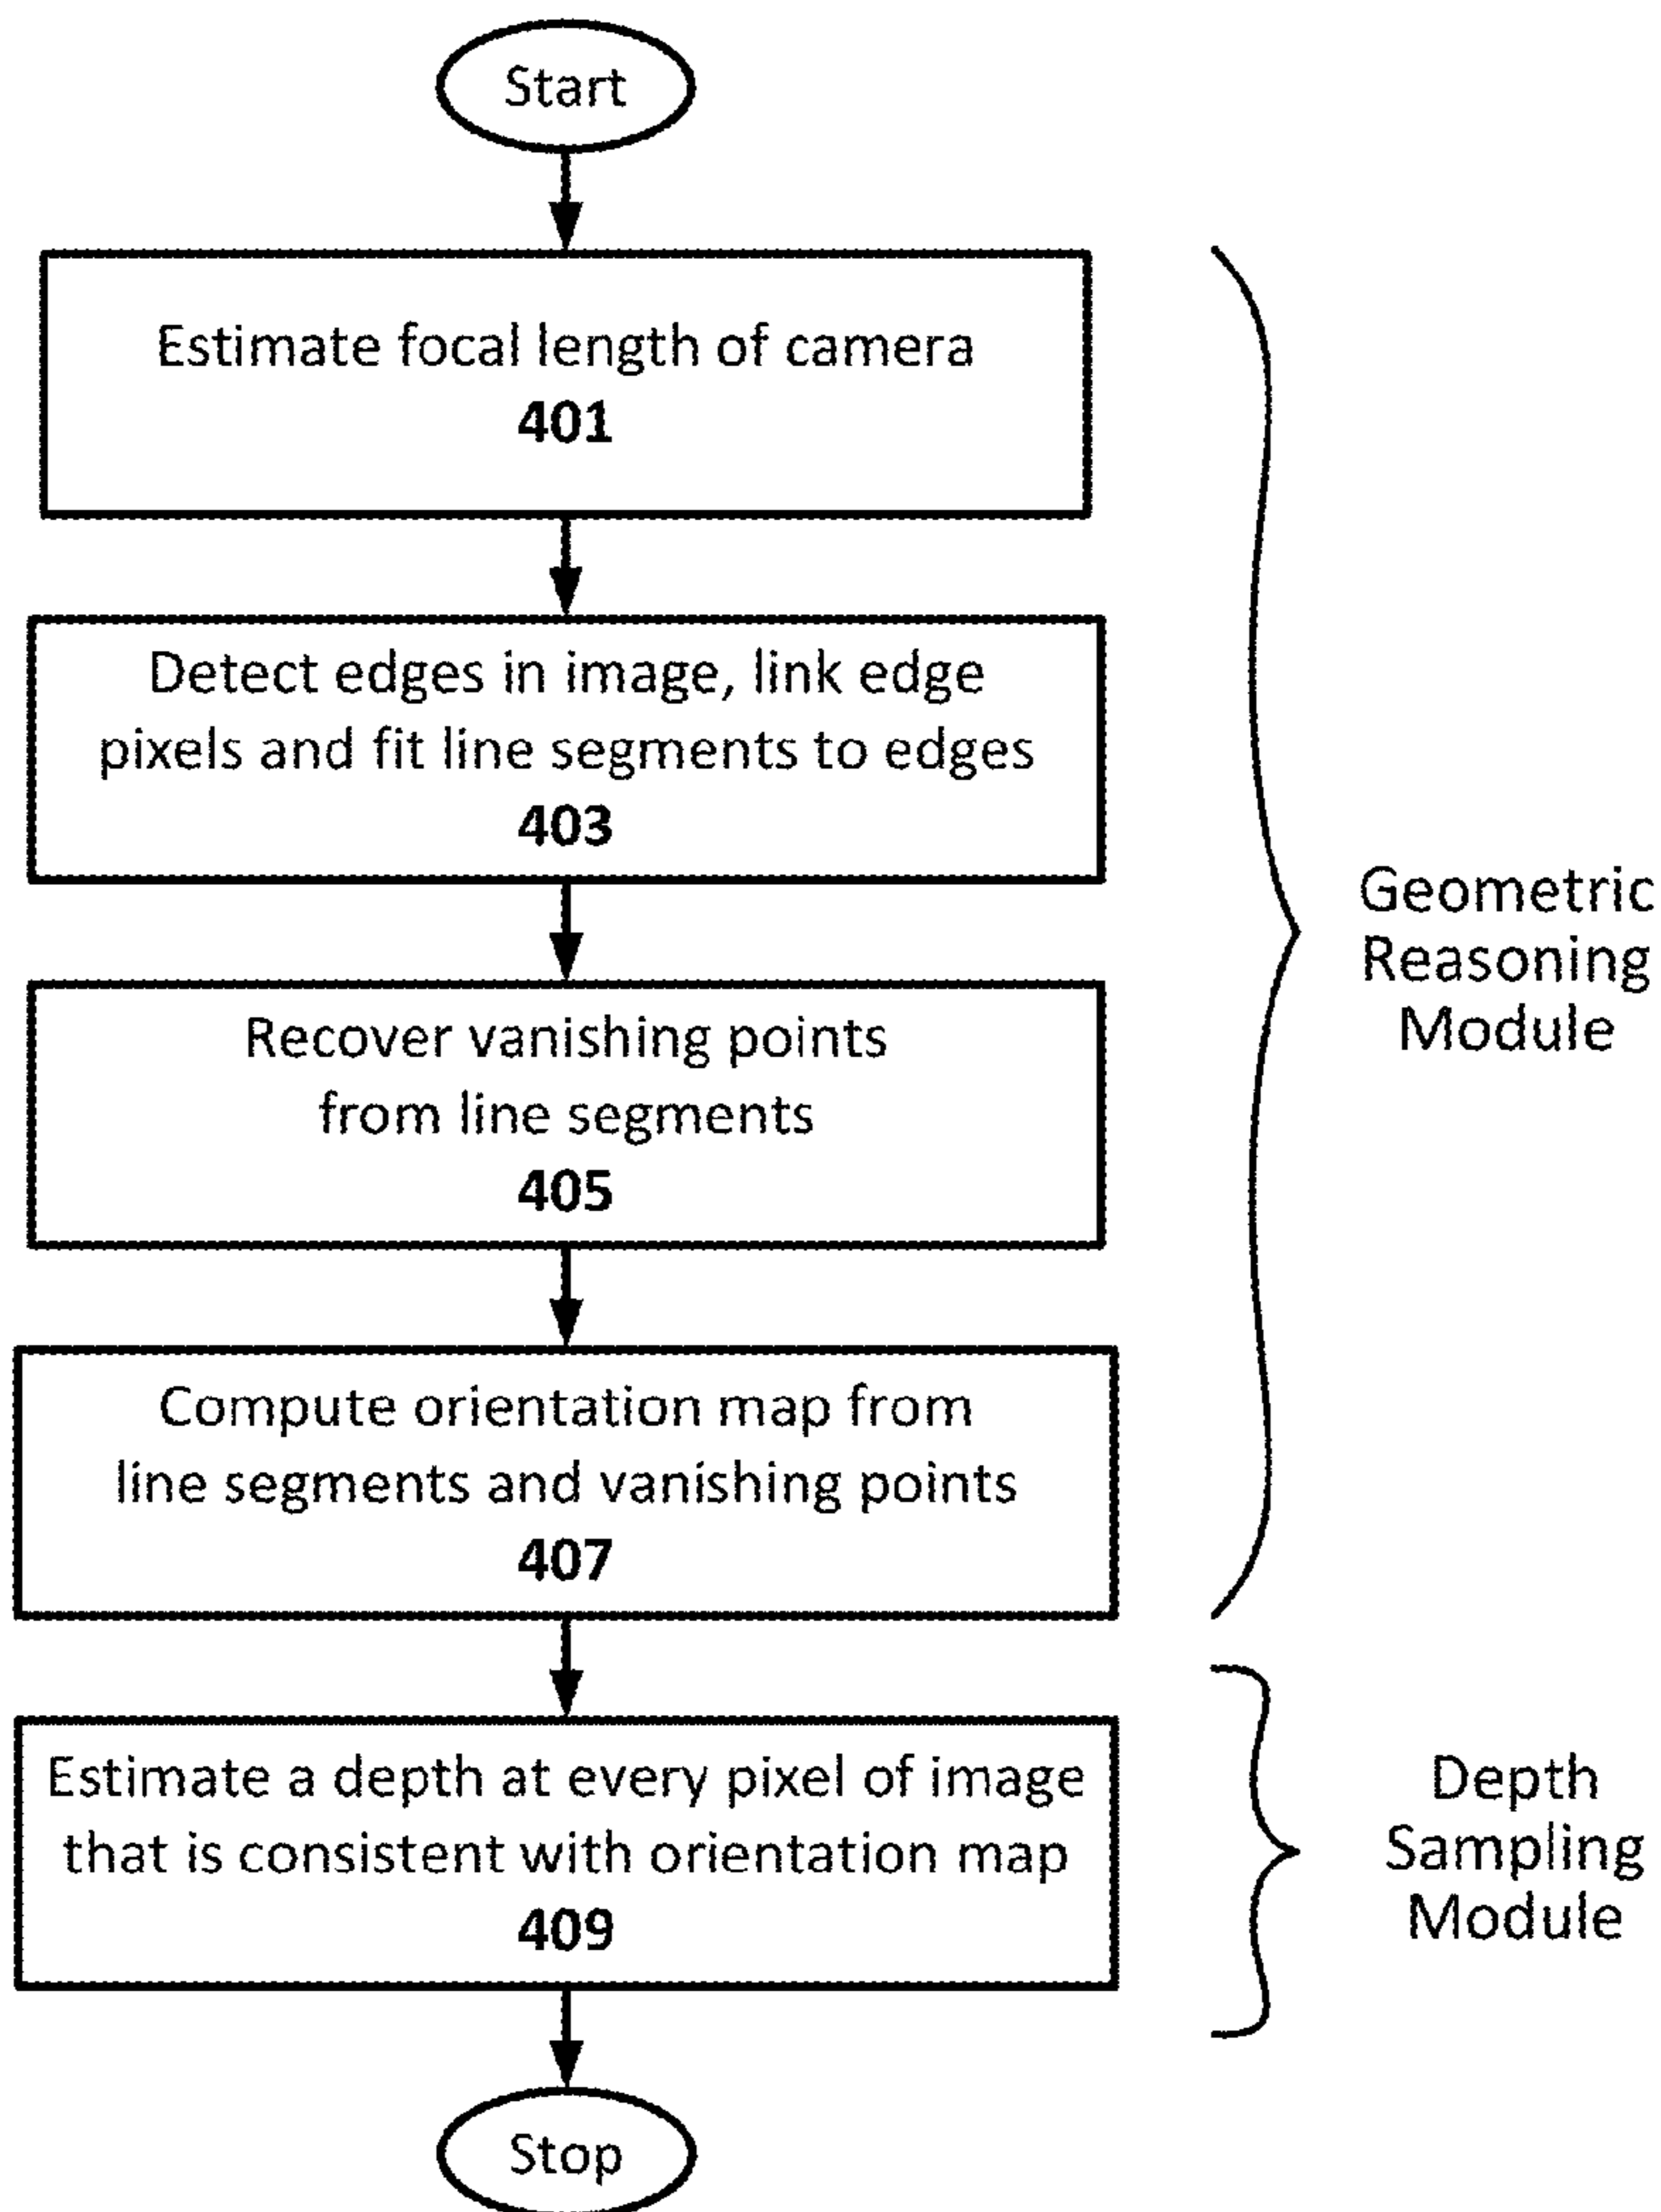 Start
Estimate focal length of camera
401
Detect edges in image, link edge
pixels and fit line segments to edges
403
Recover vanishing points
from line segments
405
Compute orientation map from
line segments and vanishing points
407
Geometric
Reasoning
Module
Estimate a depth at every pixel of image
that is consistent with orientation map
409
Depth
Sampling
Module
Stop